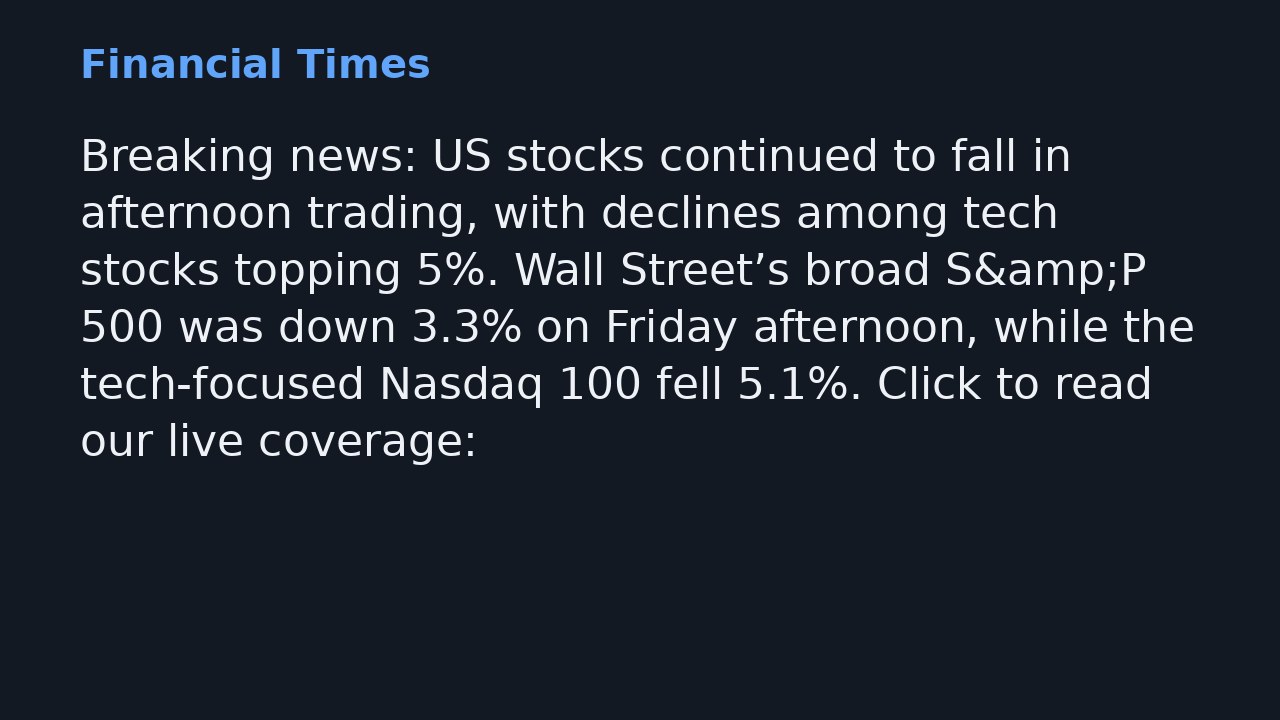 Financial Times
Breaking news: US stocks continued to fall in
afternoon trading, with declines among tech
stocks topping 5%. Wall Street’s broad S&amp;P
500 was down 3.3% on Friday afternoon, while the
tech-focused Nasdaq 100 fell 5.1%. Click to read
our live coverage: